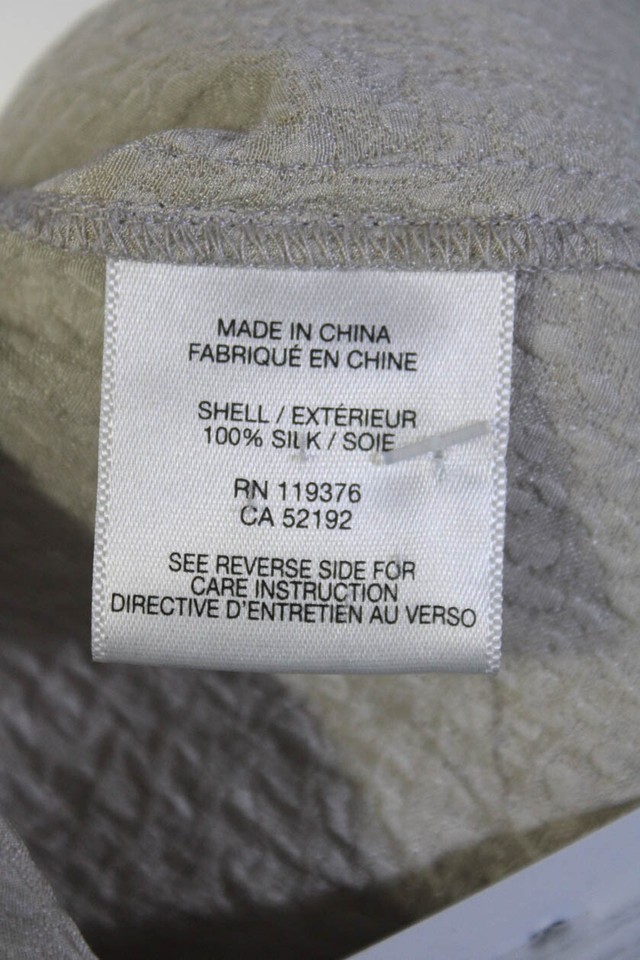 MADE IN CHINA
FABRIQUÉ EN CHINE
SHELL / EXTÉRIEUR
100% SILK / SOIE
RN 119376
CA 52192
SEE REVERSE SIDE FOR
CARE INSTRUCTION
DIRECTIVE D'ENTRETIEN AU VERSO